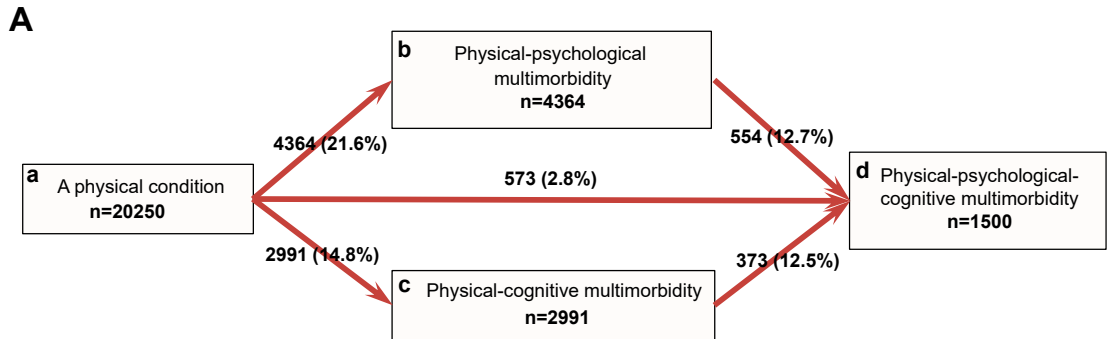 A
b
Physical-psychological
multimorbidity
n=4364
4364 (21.6%)
554 (12.7%)
a
A physical condition
n=20250
573 (2.8%)
d
Physical-psychological-
cognitive multimorbidity
n=1500
2991 (14.8%)
373 (12.5%)
c
Physical-cognitive multimorbidity
n=2991